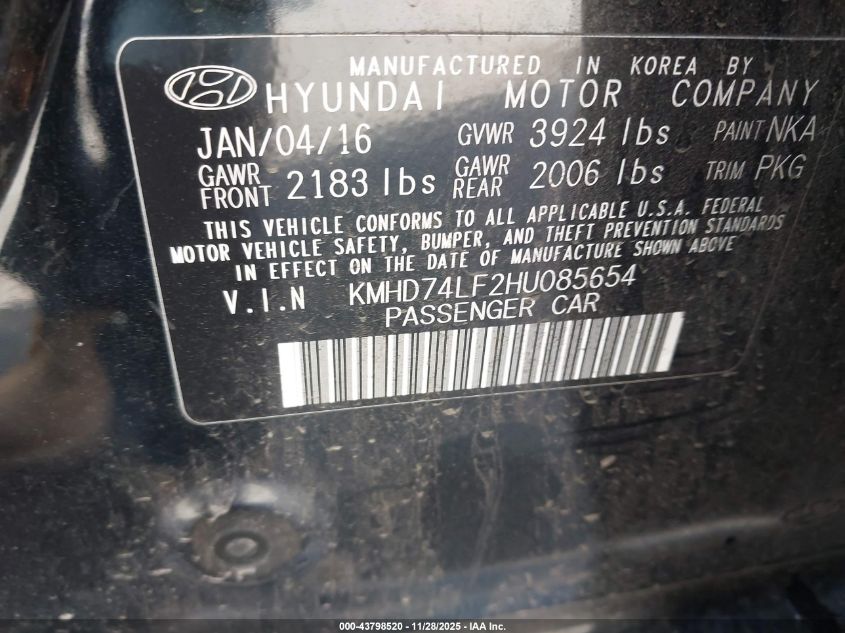 MANUFACTURED IN KOREA BY
HYUNDAI MOTOR COMPANY
JAN/04/16 GVWR 3924 lbs PAINT NKA
GAWR FRONT 2183 lbs GAWR REAR 2006 lbs TRIM PKG
THIS VEHICLE CONFORMS TO ALL APPLICABLE U.S.A. FEDERAL
MOTOR VEHICLE SAFETY, BUMPER, AND THEFT PREVENTION STANDARDS
IN EFFECT ON THE DATE OF MANUFACTURE SHOWN ABOVE
V.I.N KMHD74LF2HU085654
PASSENGER CAR
000-43798520 - 11/28/2025 - IAA Inc.